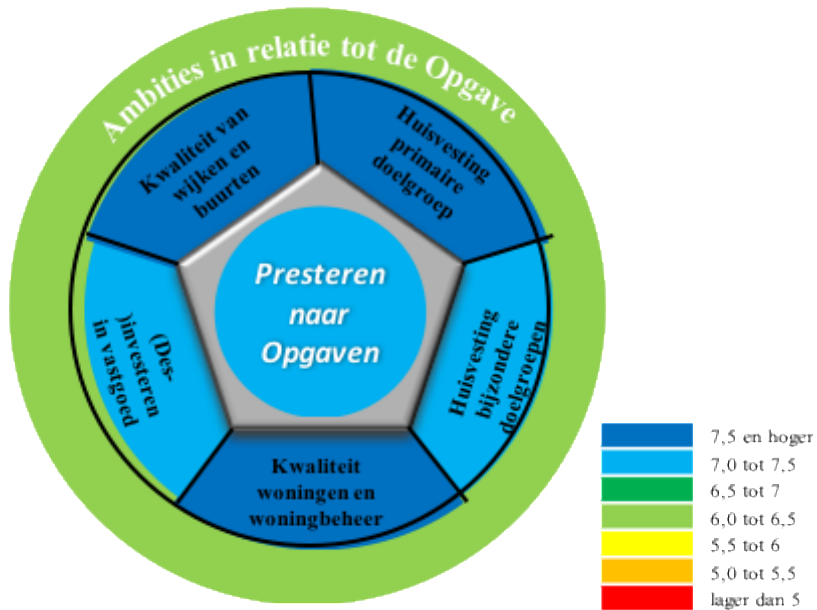 Ambities in relatie tot de Opgave
Kwaliteit van
wijken en
buurten
Huisvesting
primaire
doelgroep
(Des-
)investeren
in vastgoed
Presteren
naar
Opgaven
Huisvesting
bijzondere
doelgroepen
Kwaliteit
woningen en
woningbeheer
7,5 en hoger
7,0 tot 7,5
6,5 tot 7
6,0 tot 6,5
5,5 tot 6
5,0 tot 5,5
lager dan 5